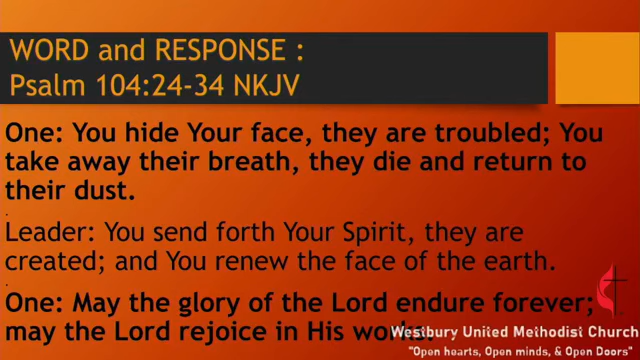 WORD and RESPONSE :
Psalm 104:24-34 NKJV
One: You hide Your face, they are troubled; You
take away their breath, they die and return to
their dust.
.
Leader: You send forth Your Spirit, they are
created; and You renew the face of the earth.
.
One: May the glory of the Lord endure forever;
may the Lord rejoice in His works.
Westbury United Methodist Church
"Open hearts, Open minds, & Open Doors"